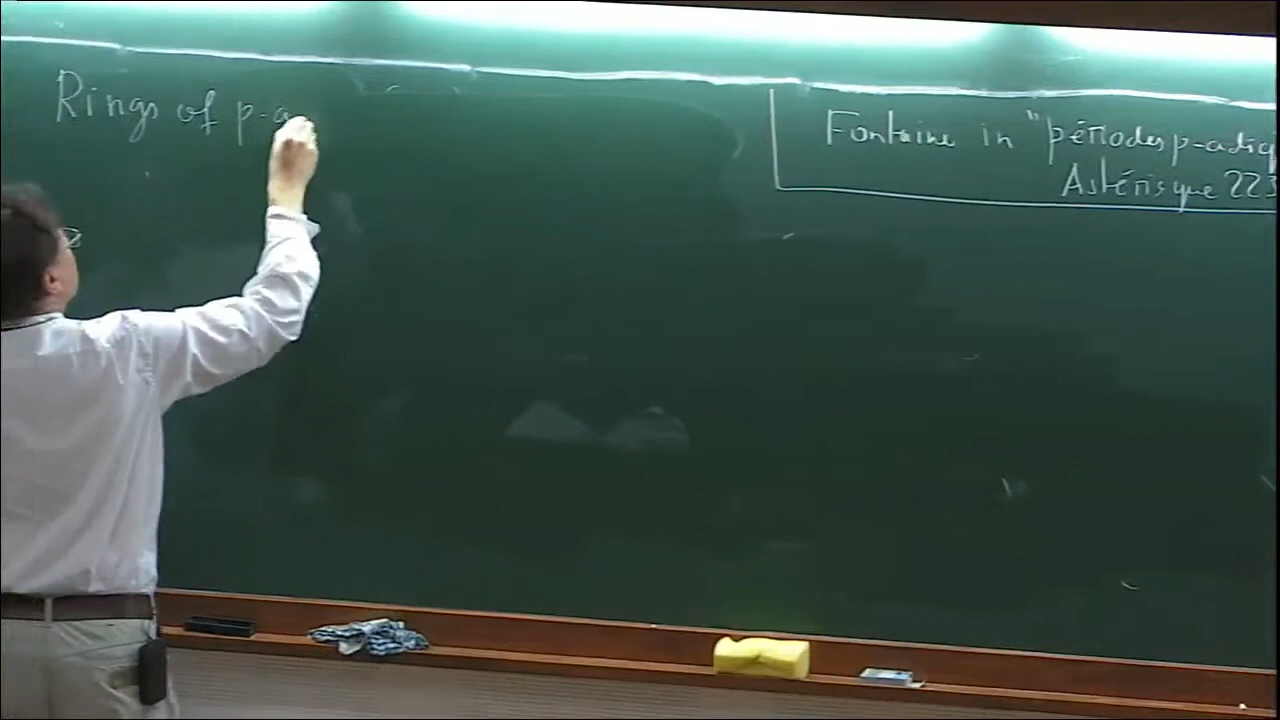 Rings of p-a
Fontaine in "périodes p-adiq
Astérisque 223